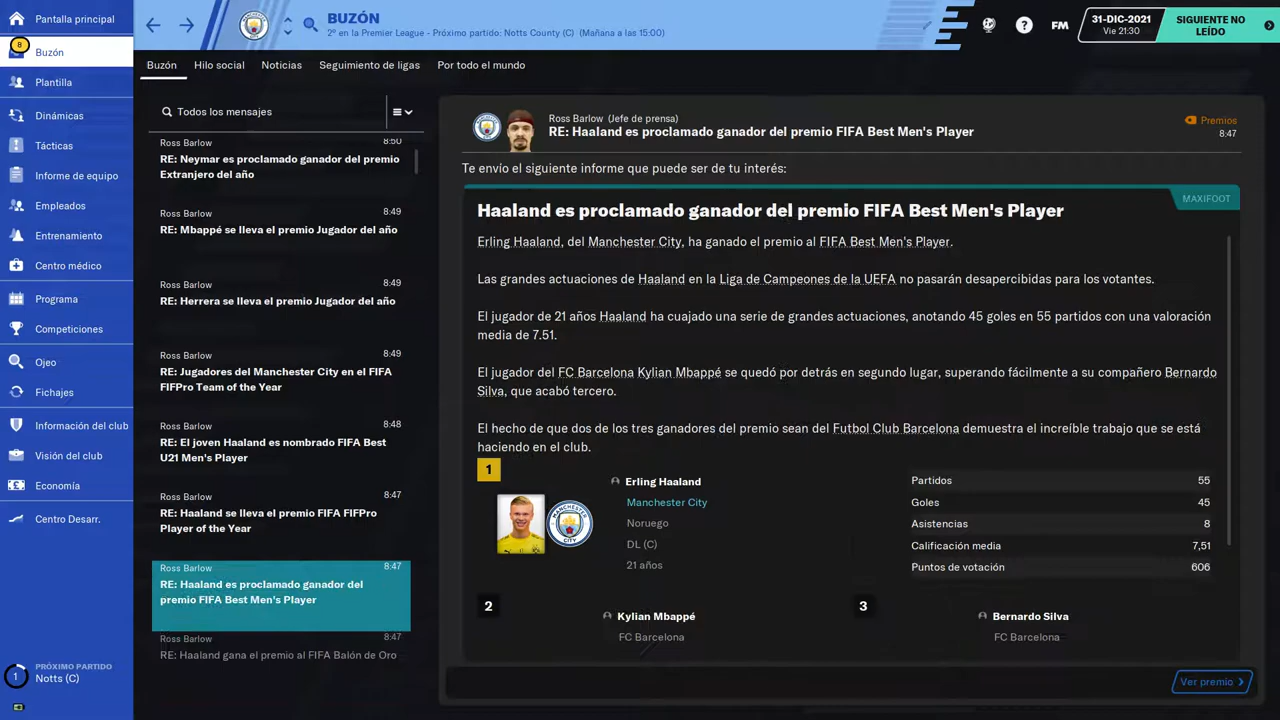 Pantalla principal
8
Buzón
Plantilla
Dinámicas
Tácticas
Informe de equipo
Empleados
Entrenamiento
Centro médico
Programa
Competiciones
Ojeo
Fichajes
Información del club
Visión del club
Economía
Centro Desarr.
1
PRÓXIMO PARTIDO
Notts (C)
BUZÓN
2º en la Premier League - Próximo partido: Notts County (C) (Mañana a las 15:00)
?
FM
31-DIC-2021
Vie 21:30
SIGUIENTE NO LEÍDO
Buzón
Hilo social
Noticias
Seguimiento de ligas
Por todo el mundo
Todos los mensajes
Ross Barlow
8:50
RE: Neymar es proclamado ganador del premio
Extranjero del año
Ross Barlow
8:49
RE: Mbappé se lleva el premio Jugador del año
Ross Barlow
8:49
RE: Herrera se lleva el premio Jugador del año
Ross Barlow
8:49
RE: Jugadores del Manchester City en el FIFA
FIFPro Team of the Year
Ross Barlow
8:48
RE: El joven Haaland es nombrado FIFA Best
U21 Men's Player
Ross Barlow
8:47
RE: Haaland se lleva el premio FIFA FIFPro
Player of the Year
Ross Barlow
8:47
RE: Haaland es proclamado ganador del
premio FIFA Best Men's Player
Ross Barlow
8:47
RE: Haaland gana el premio al FIFA Balón de Oro
Ross Barlow (Jefe de prensa)
RE: Haaland es proclamado ganador del premio FIFA Best Men's Player
Premios
8:47
Te envío el siguiente informe que puede ser de tu interés:
MAXIFOOT
Haaland es proclamado ganador del premio FIFA Best Men's Player
Erling Haaland, del Manchester City, ha ganado el premio al FIFA Best Men's Player.
Las grandes actuaciones de Haaland en la Liga de Campeones de la UEFA no pasarán desapercibidas para los votantes.
El jugador de 21 años Haaland ha cuajado una serie de grandes actuaciones, anotando 45 goles en 55 partidos con una valoración
media de 7.51.
El jugador del FC Barcelona Kylian Mbappé se quedó por detrás en segundo lugar, superando fácilmente a su compañero Bernardo
Silva, que acabó tercero.
El hecho de que dos de los tres ganadores del premio sean del Futbol Club Barcelona demuestra el increíble trabajo que se está
haciendo en el club.
1
Erling Haaland
Manchester City
Noruego
DL (C)
21 años
Partidos 55
Goles 45
Asistencias 8
Calificación media 7,51
Puntos de votación 606
2
Kylian Mbappé
FC Barcelona
3
Bernardo Silva
FC Barcelona
Ver premio